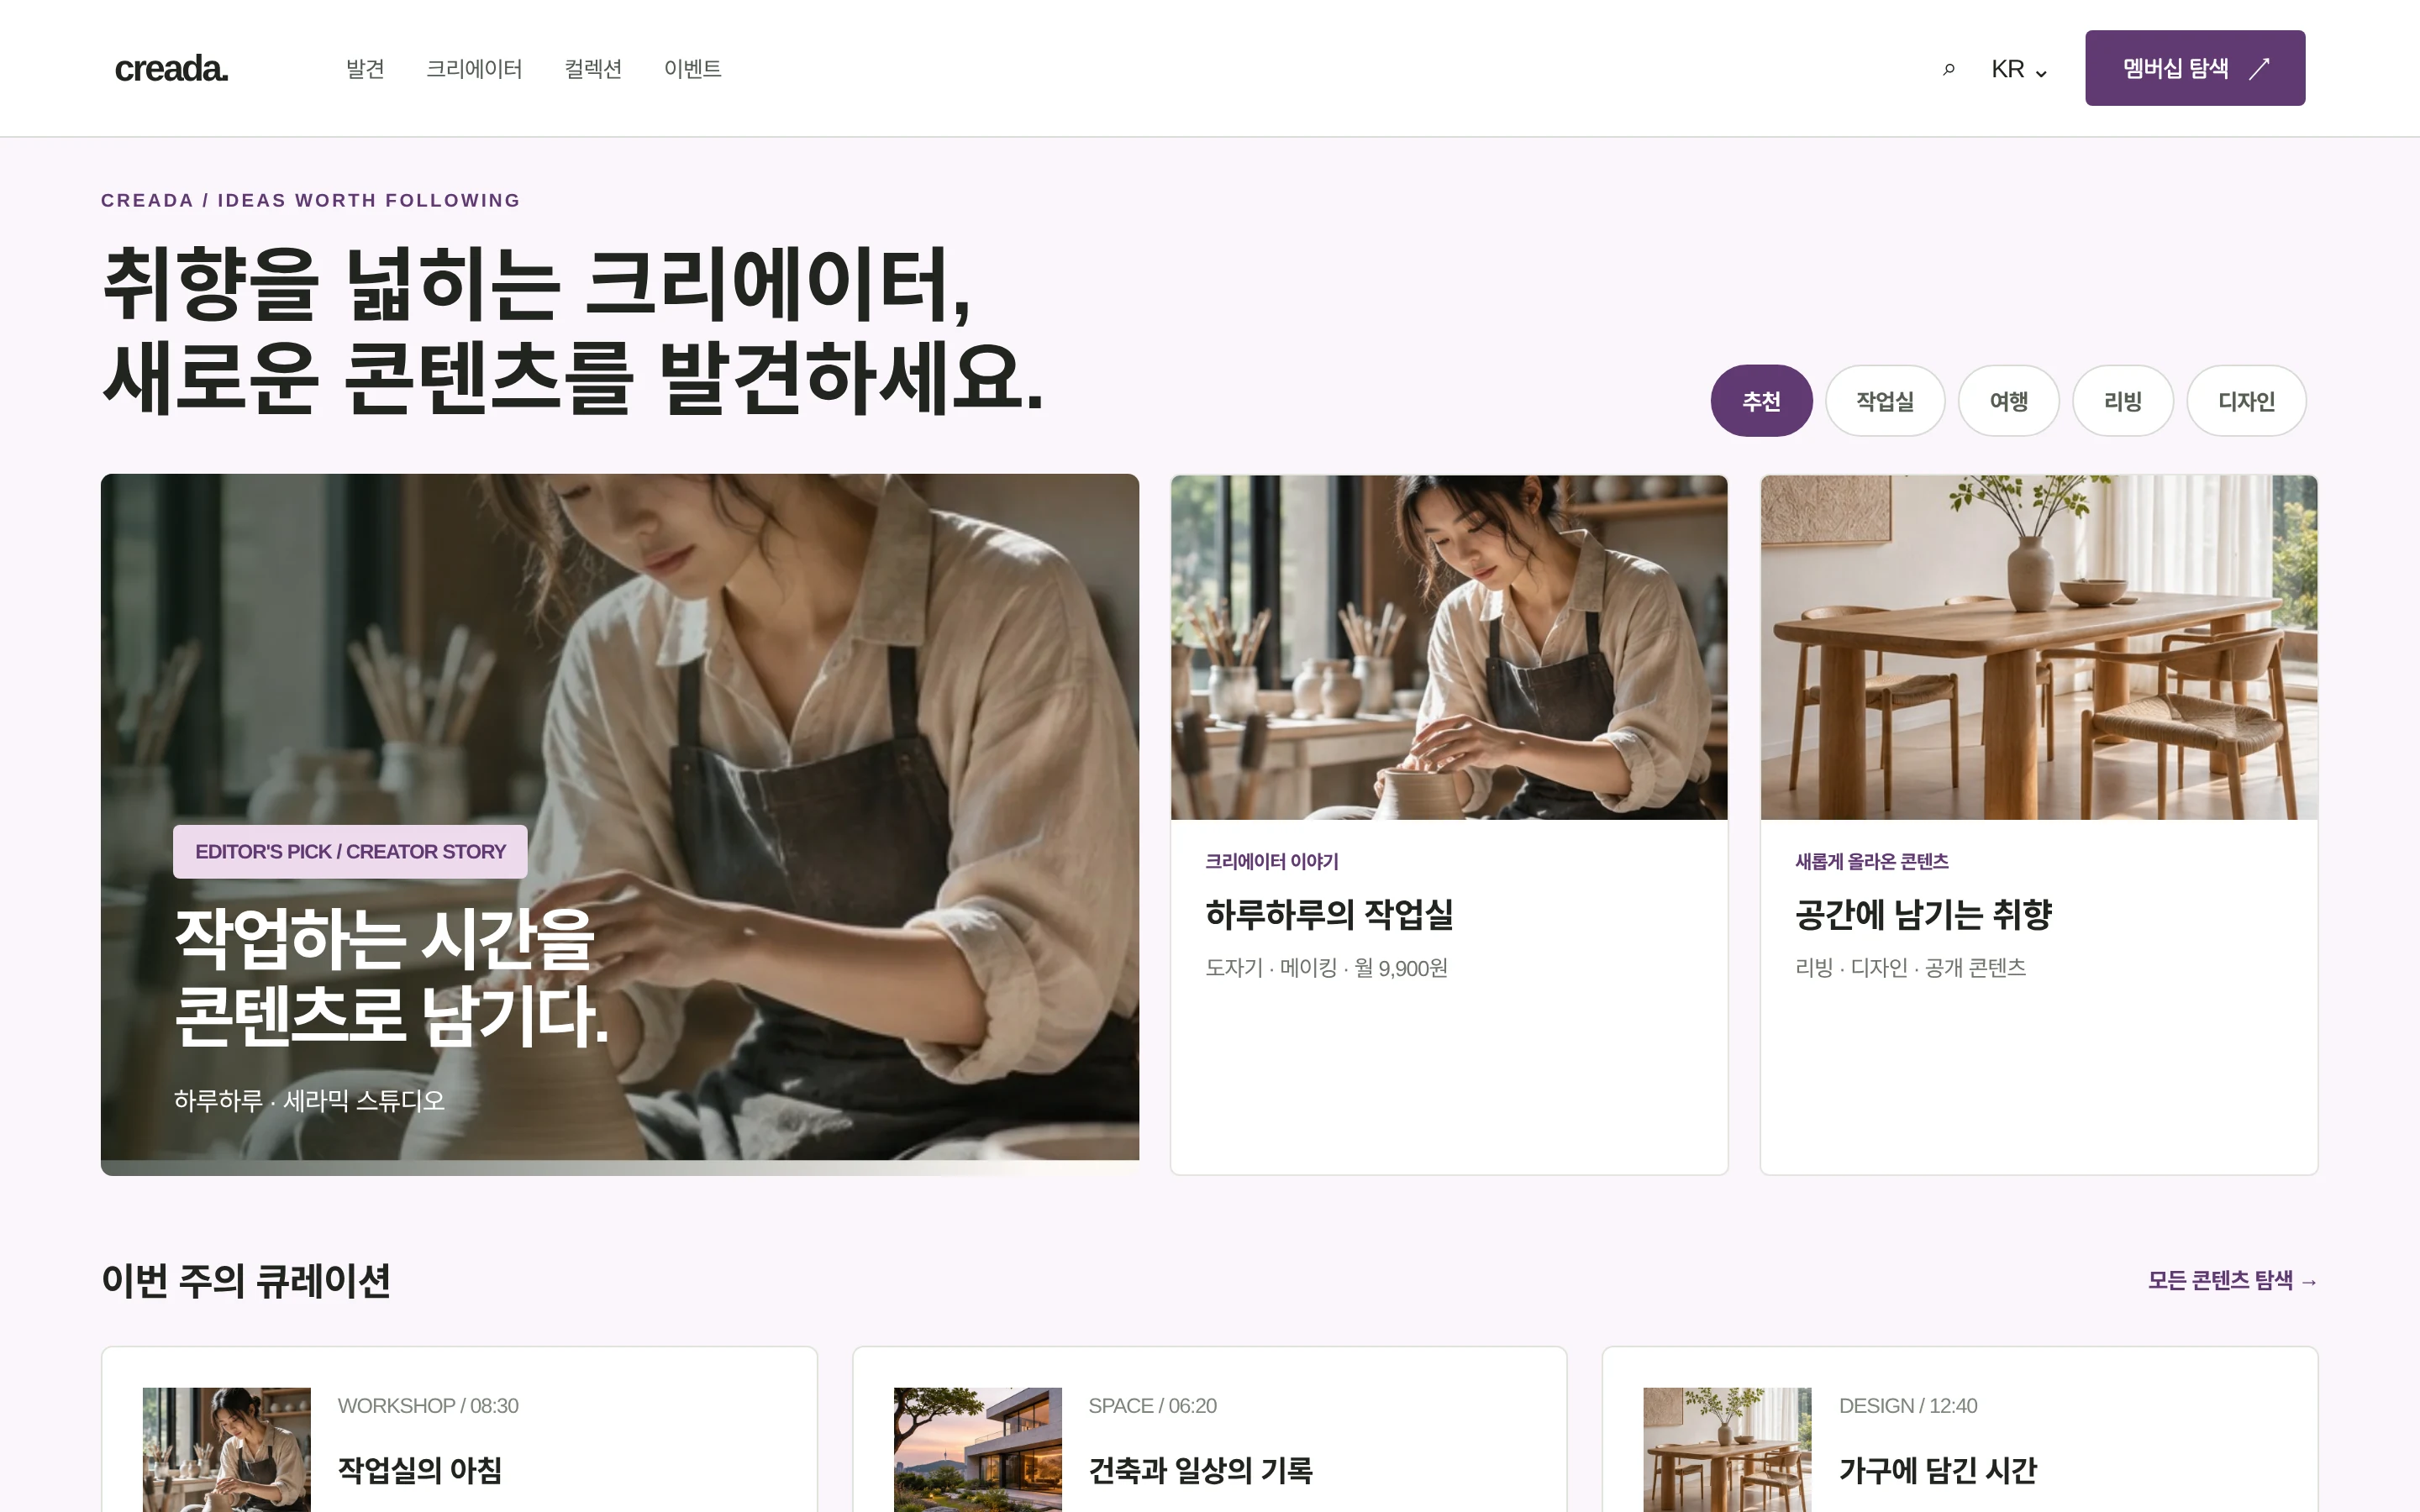 creada.
발견
크리에이터
컬렉션
이벤트
KR
멤버십 탐색 ↗
CREADA / IDEAS WORTH FOLLOWING
취향을 넓히는 크리에이터,
새로운 콘텐츠를 발견하세요.
추천
작업실
여행
리빙
디자인
EDITOR'S PICK / CREATOR STORY
작업하는 시간을
콘텐츠로 남기다.
하루하루 · 세라믹 스튜디오
크리에이터 이야기
하루하루의 작업실
도자기 · 메이킹 · 월 9,900원
새롭게 올라온 콘텐츠
공간에 남기는 취향
리빙 · 디자인 · 공개 콘텐츠
이번 주의 큐레이션
모든 콘텐츠 탐색 →
WORKSHOP / 08:30
작업실의 아침
SPACE / 06:20
건축과 일상의 기록
DESIGN / 12:40
가구에 담긴 시간